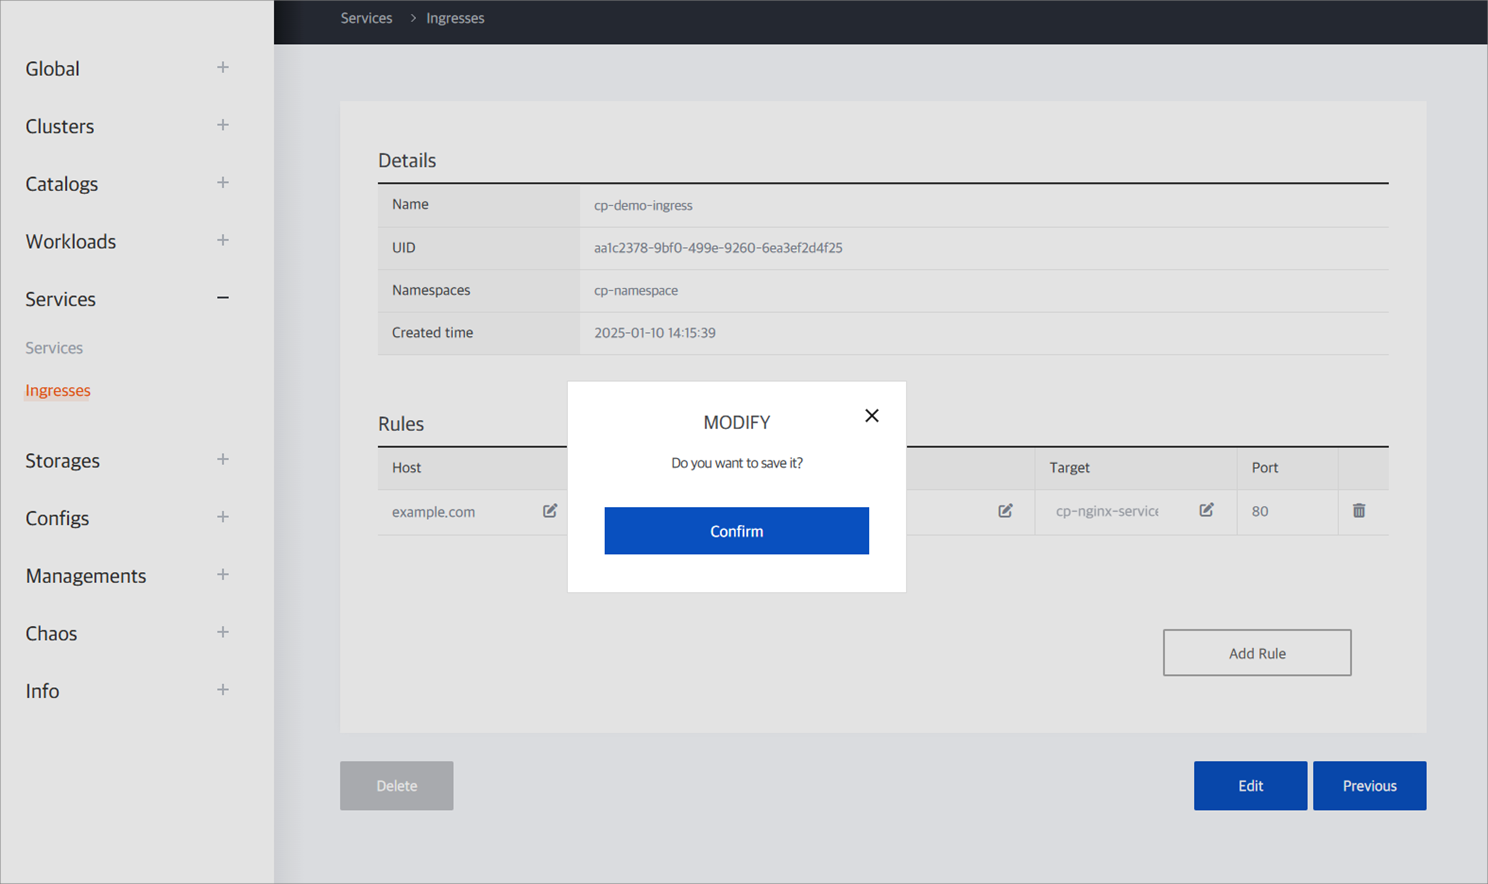 Services > Ingresses
Global
Clusters
Catalogs
Workloads
Services
Services
Ingresses
Storages
Configs
Managements
Chaos
Info
Details
Name cp-demo-ingress
UID aa1c2378-9bf0-499e-9260-6ea3ef2d4f25
Namespaces cp-namespace
Created time 2025-01-10 14:15:39
Rules
Host Target Port
example.com cp-nginx-service 80
MODIFY
Do you want to save it?
Confirm
Add Rule
Delete Edit Previous